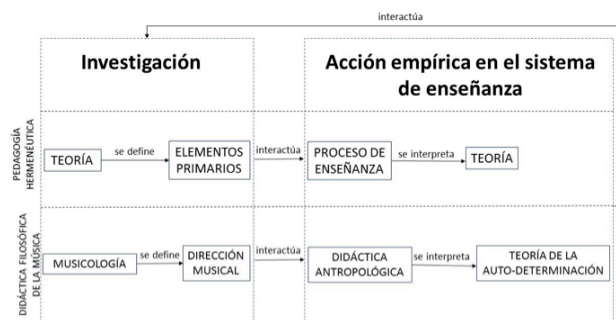 interactúa
Investigación
Acción empírica en el sistema
de enseñanza
PEDAGOGÍA
HERMENÉUTICA
TEORÍA
se define
ELEMENTOS
PRIMARIOS
interactúa
PROCESO DE
ENSEÑANZA
se interpreta
TEORÍA
DIDÁCTICA FILOSÓFICA
DE LA MÚSICA
MUSICOLOGÍA
se define
DIRECCIÓN
MUSICAL
interactúa
DIDÁCTICA
ANTROPOLÓGICA
se interpreta
TEORÍA DE LA
AUTO-DETERMINACIÓN